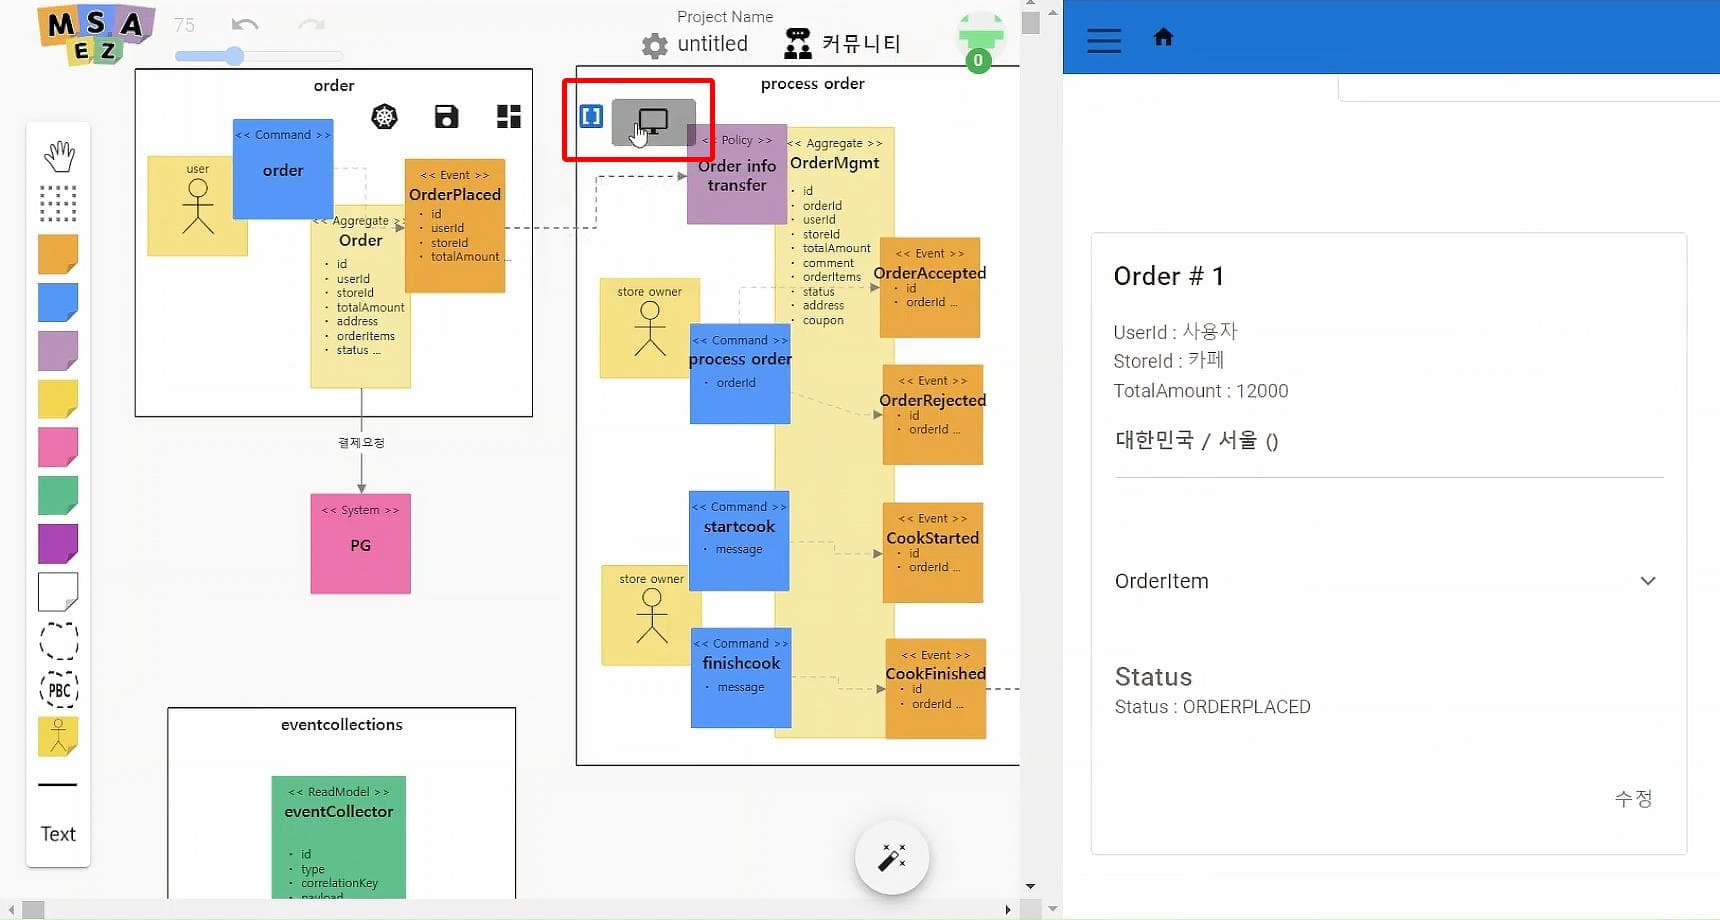 MSA
EZ
75
Project Name
untitled
커뮤니티
0
order
<< Command >>
order
user
<< Event >>
OrderPlaced
id
userId
storeId
totalAmount ...
<< Aggregate >
Order
id
userId
storeId
totalAmount
address
orderItems
status ...
결제요청
<< System >>
PG
process order
[]
<< Policy >>
Order info
transfer
<< Aggregate >>
OrderMgmt
id
orderId
userId
storeId
totalAmount
comment
orderItems
status
address
coupon
<< Event >>
OrderAccepted
id
orderId ...
store owner
<< Command >>
process order
orderId
<< Event >>
OrderRejected
id
orderId ...
<< Command >>
startcook
message
<< Event >>
CookStarted
id
orderId ...
store owner
<< Command >>
finishcook
message
<< Event >>
CookFinished
id
orderId ...
eventcollections
<< ReadModel >>
eventCollector
id
type
correlationKey
payload
PBC
Text
Order # 1
UserId : 사용자
StoreId : 카페
TotalAmount : 12000
대한민국 / 서울 ()
OrderItem
Status
Status : ORDERPLACED
수정